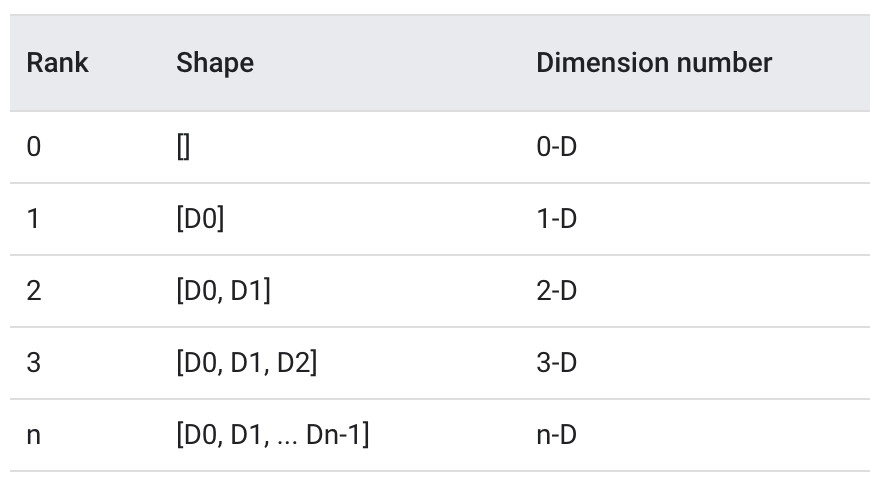 Rank Shape Dimension number
0 [] 0-D
1 [D0] 1-D
2 [D0, D1] 2-D
3 [D0, D1, D2] 3-D
n [D0, D1, ... Dn-1] n-D